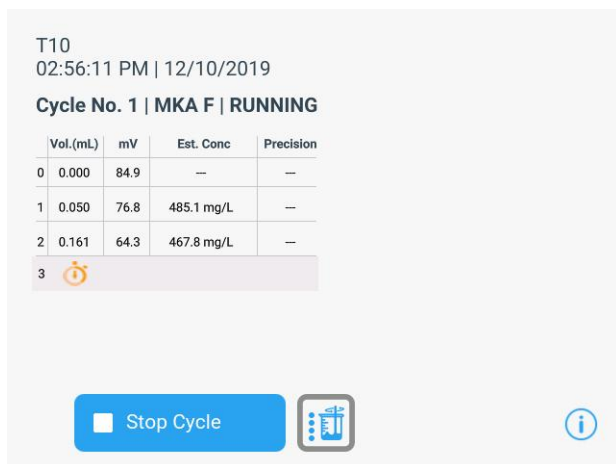 T10
02:56:11 PM | 12/10/2019
Cycle No. 1 | MKA F | RUNNING
Vol.(mL) mV Est. Conc Precision
0 0.000 84.9 --- ---
1 0.050 76.8 485.1 mg/L ---
2 0.161 64.3 467.8 mg/L ---
3
Stop Cycle